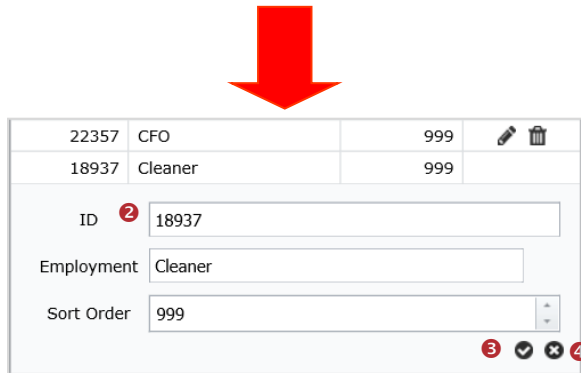 22357 CFO 999
18937 Cleaner 999
ID 2 18937
Employment Cleaner
Sort Order 999
3 4